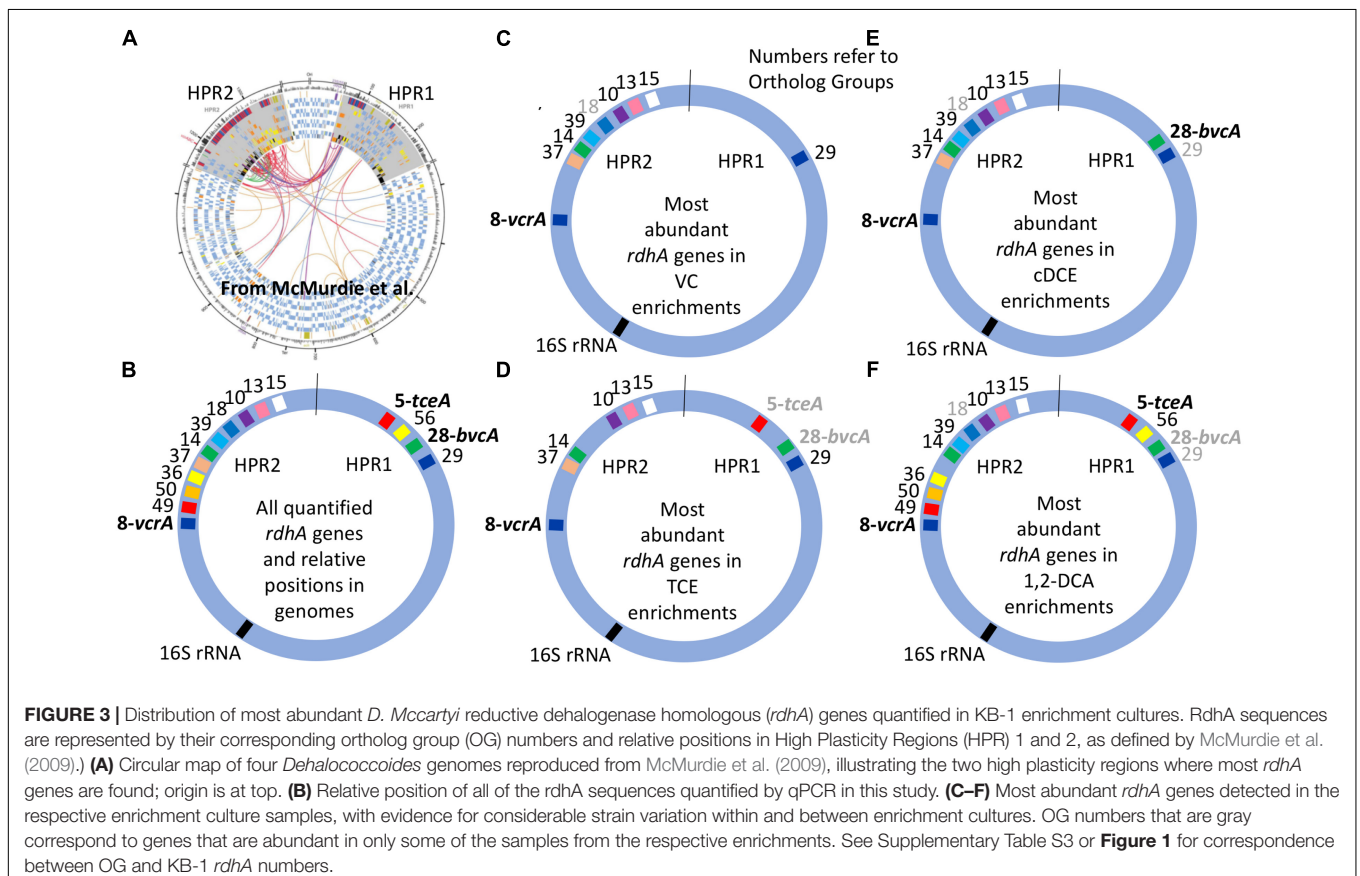 A
HPR2
HPR1
HPR2
HPR1
From McMurdie et al.
B
15
13
10
18
39
14
37
36
50
49
8-vcrA
5-tceA
56
28-bvcA
29
HPR2
HPR1
All quantified
rdhA genes
and relative
positions in
genomes
16S rRNA
C
Numbers refer to
Ortholog Groups
15
13
10
18
39
14
37
8-vcrA
29
HPR2
HPR1
Most
abundant
rdhA genes in
VC
enrichments
16S rRNA
D
15
13
10
14
37
8-vcrA
5-tceA
28-bvcA
29
HPR2
HPR1
Most
abundant
rdhA genes in
TCE
enrichments
16S rRNA
E
15
13
10
18
39
14
37
8-vcrA
28-bvcA
29
HPR2
HPR1
Most
abundant
rdhA genes in
cDCE
enrichments
16S rRNA
F
15
13
10
18
39
14
36
50
49
8-vcrA
5-tceA
56
28-bvcA
29
HPR2
HPR1
Most
abundant
rdhA genes in
1,2-DCA
enrichments
16S rRNA
FIGURE 3 | Distribution of most abundant D. Mccartyi reductive dehalogenase homologous (rdhA) genes quantified in KB-1 enrichment cultures. RdhA sequences
are represented by their corresponding ortholog group (OG) numbers and relative positions in High Plasticity Regions (HPR) 1 and 2, as defined by McMurdie et al.
(2009).) (A) Circular map of four Dehalococcoides genomes reproduced from McMurdie et al. (2009), illustrating the two high plasticity regions where most rdhA
genes are found; origin is at top. (B) Relative position of all of the rdhA sequences quantified by qPCR in this study. (C–F) Most abundant rdhA genes detected in the
respective enrichment culture samples, with evidence for considerable strain variation within and between enrichment cultures. OG numbers that are gray
correspond to genes that are abundant in only some of the samples from the respective enrichments. See Supplementary Table S3 or Figure 1 for correspondence
between OG and KB-1 rdhA numbers.